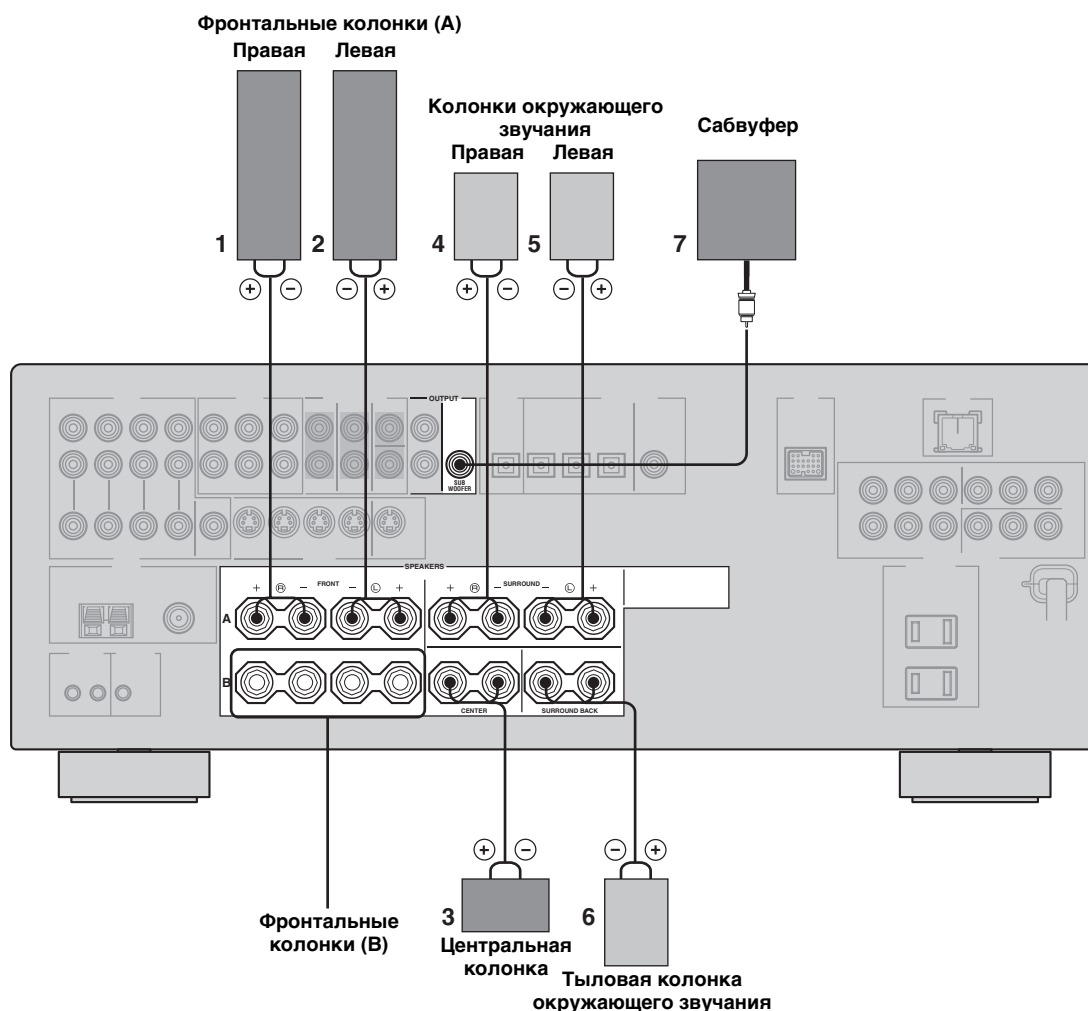 Фронтальные колонки (A)
Правая Левая
Колонки окружающего
звучания
Правая Левая
Сабвуфер
1 2 4 5 7
+ − − + + − − +
OUTPUT
SUB
WOOFER
SPEAKERS
+ R − FRONT − L + + R − SURROUND − L +
A
B
CENTER SURROUND BACK
+ − − +
Фронтальные
колонки (B)
3
Центральная
колонка
6
Тыловая колонка
окружающего звучания